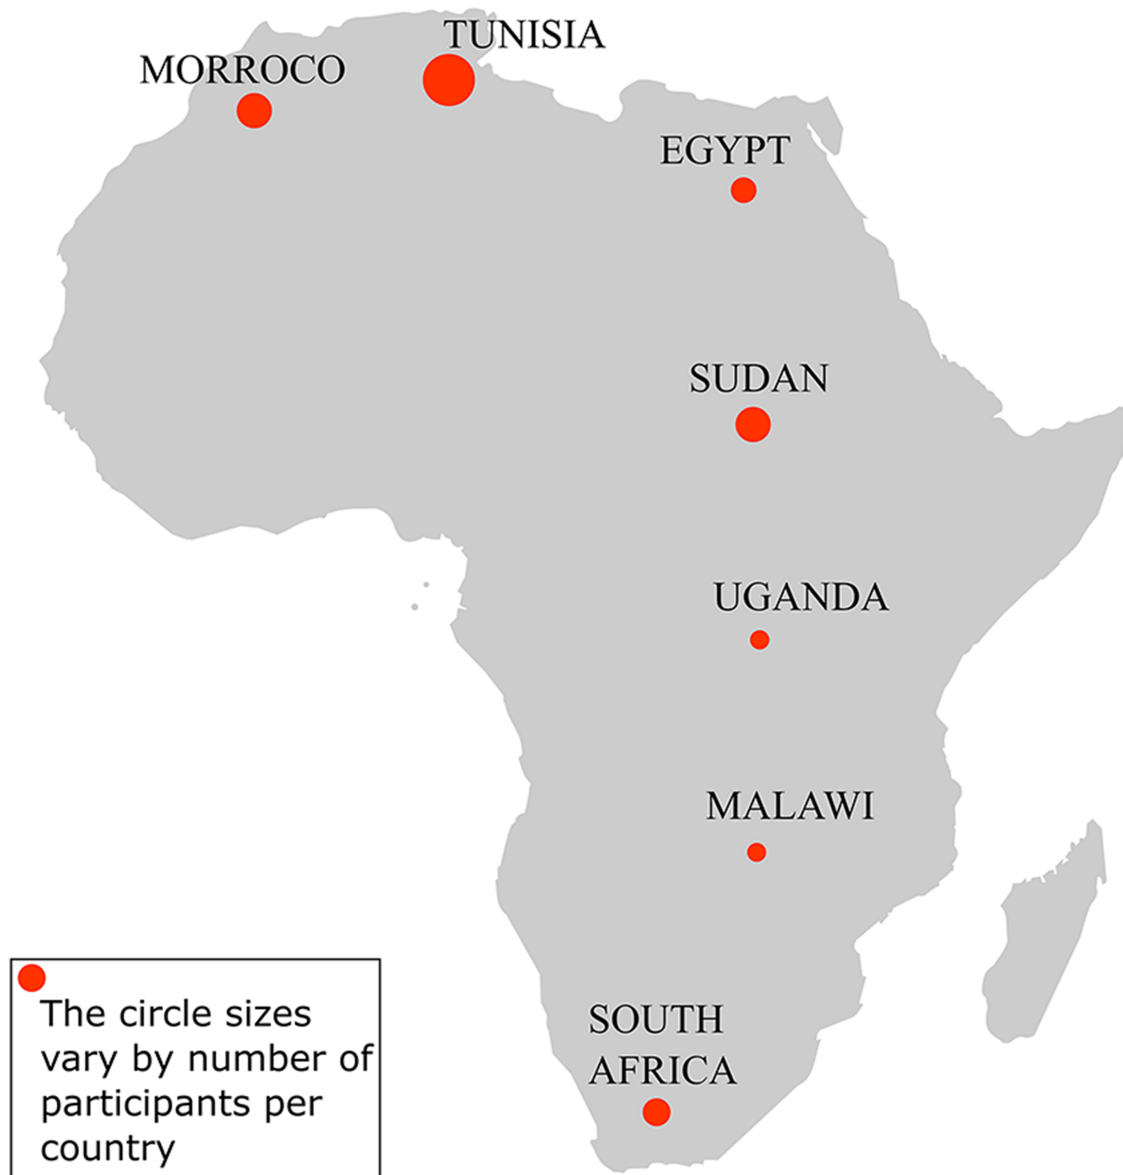 TUNISIA
MORROCO
EGYPT
SUDAN
UGANDA
MALAWI
SOUTH
AFRICA
The circle sizes
vary by number of
participants per
country